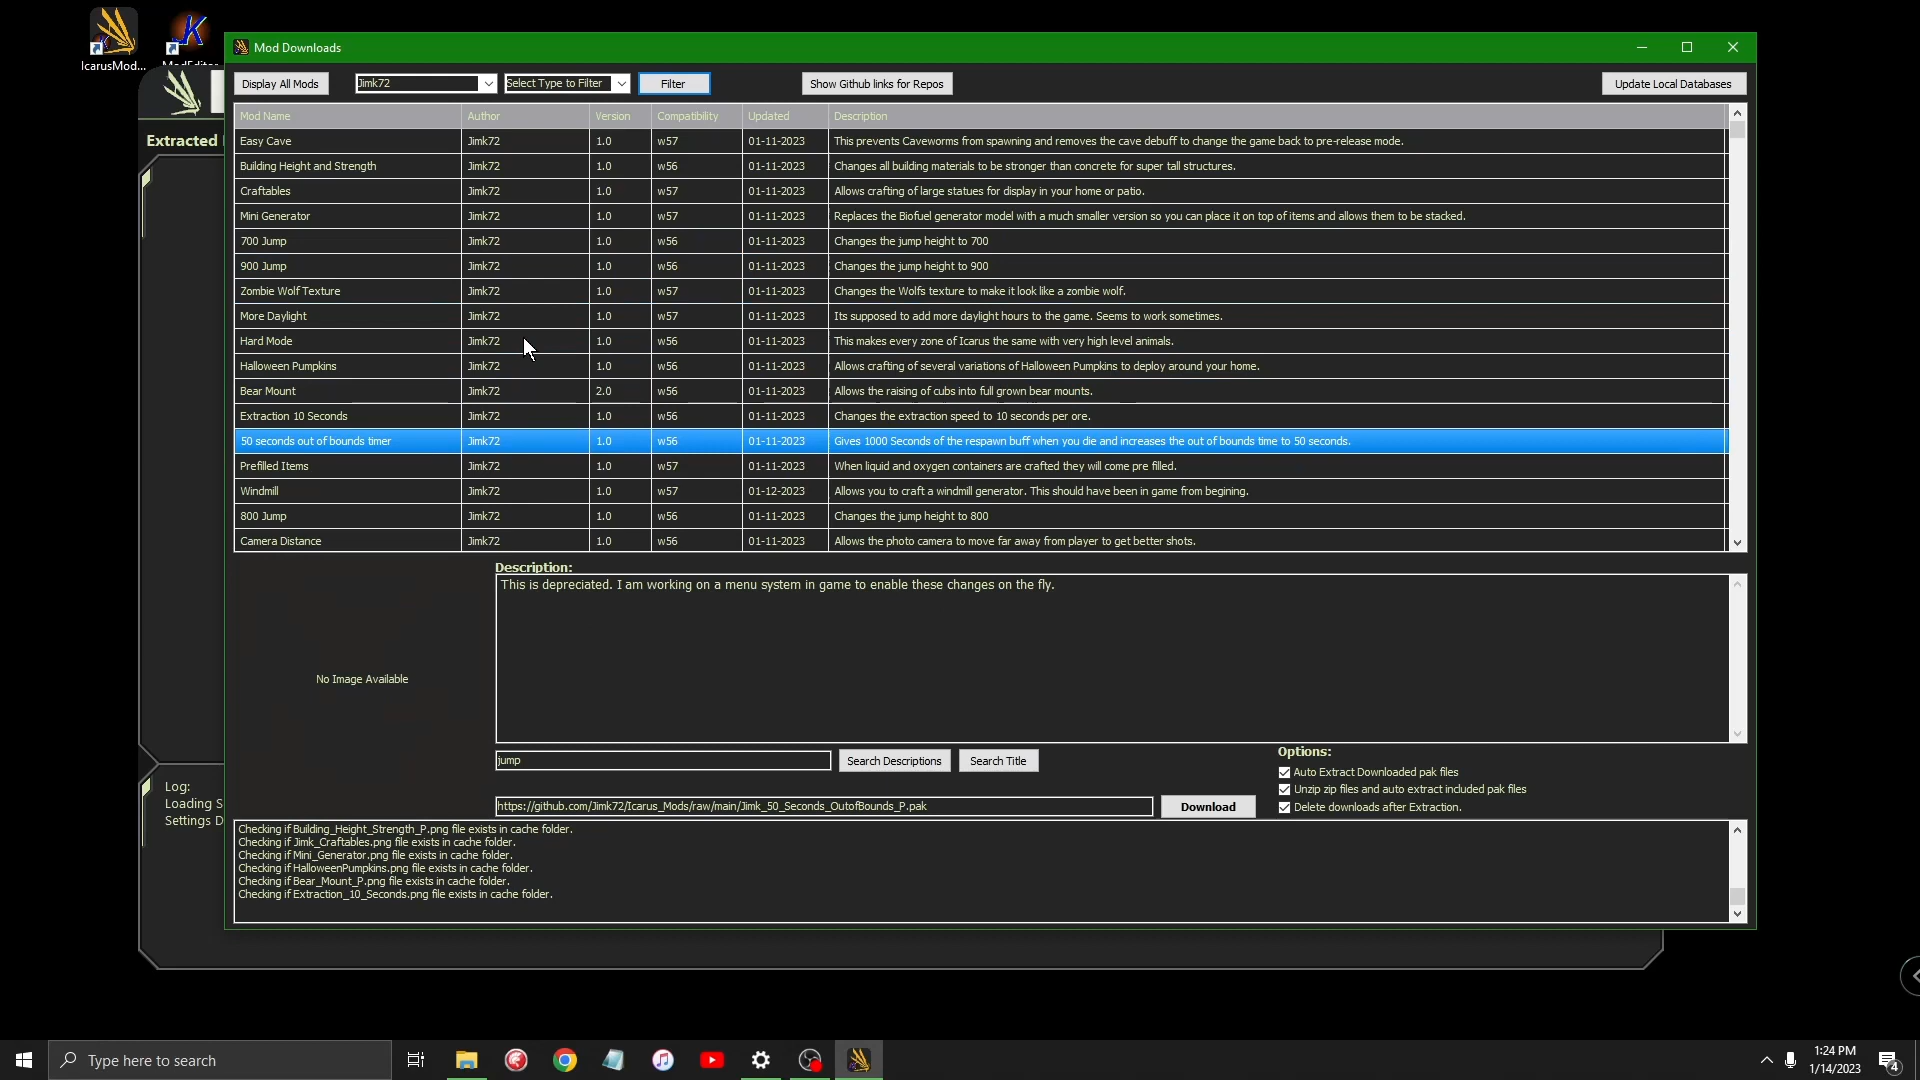 IcarusMod...
ModEditor
Mod Downloads
Display All Mods
Jimk72
Select Type to Filter
Filter
Show Github links for Repos
Update Local Databases
Extracted
Mod Name Author Version Compatibility Updated Description
Easy Cave Jimk72 1.0 w57 01-11-2023 This prevents Caveworms from spawning and removes the cave debuff to change the game back to pre-release mode.
Building Height and Strength Jimk72 1.0 w56 01-11-2023 Changes all building materials to be stronger than concrete for super tall structures.
Craftables Jimk72 1.0 w57 01-11-2023 Allows crafting of large statues for display in your home or patio.
Mini Generator Jimk72 1.0 w57 01-11-2023 Replaces the Biofuel generator model with a much smaller version so you can place it on top of items and allows them to be stacked.
700 Jump Jimk72 1.0 w56 01-11-2023 Changes the jump height to 700
900 Jump Jimk72 1.0 w56 01-11-2023 Changes the jump height to 900
Zombie Wolf Texture Jimk72 1.0 w57 01-11-2023 Changes the Wolfs texture to make it look like a zombie wolf.
More Daylight Jimk72 1.0 w57 01-11-2023 Its supposed to add more daylight hours to the game. Seems to work sometimes.
Hard Mode Jimk72 1.0 w56 01-11-2023 This makes every zone of Icarus the same with very high level animals.
Halloween Pumpkins Jimk72 1.0 w56 01-11-2023 Allows crafting of several variations of Halloween Pumpkins to deploy around your home.
Bear Mount Jimk72 2.0 w56 01-11-2023 Allows the raising of cubs into full grown bear mounts.
Extraction 10 Seconds Jimk72 1.0 w56 01-11-2023 Changes the extraction speed to 10 seconds per ore.
50 seconds out of bounds timer Jimk72 1.0 w56 01-11-2023 Gives 1000 Seconds of the respawn buff when you die and increases the out of bounds time to 50 seconds.
Prefilled Items Jimk72 1.0 w57 01-11-2023 When liquid and oxygen containers are crafted they will come pre filled.
Windmill Jimk72 1.0 w57 01-12-2023 Allows you to craft a windmill generator. This should have been in game from begining.
800 Jump Jimk72 1.0 w56 01-11-2023 Changes the jump height to 800
Camera Distance Jimk72 1.0 w56 01-11-2023 Allows the photo camera to move far away from player to get better shots.
Description:
This is depreciated. I am working on a menu system in game to enable these changes on the fly.
No Image Available
jump
Search Descriptions
Search Title
Options:
Auto Extract Downloaded pak files
Unzip zip files and auto extract included pak files
Delete downloads after Extraction.
https://github.com/Jimk72/Icarus_Mods/raw/main/Jimk_50_Seconds_OutofBounds_P.pak
Download
Log:
Loading S
Settings D
Checking if Building_Height_Strength_P.png file exists in cache folder.
Checking if Jimk_Craftables.png file exists in cache folder.
Checking if Mini_Generator.png file exists in cache folder.
Checking if HalloweenPumpkins.png file exists in cache folder.
Checking if Bear_Mount_P.png file exists in cache folder.
Checking if Extraction_10_Seconds.png file exists in cache folder.
Type here to search
1:24 PM
1/14/2023
4